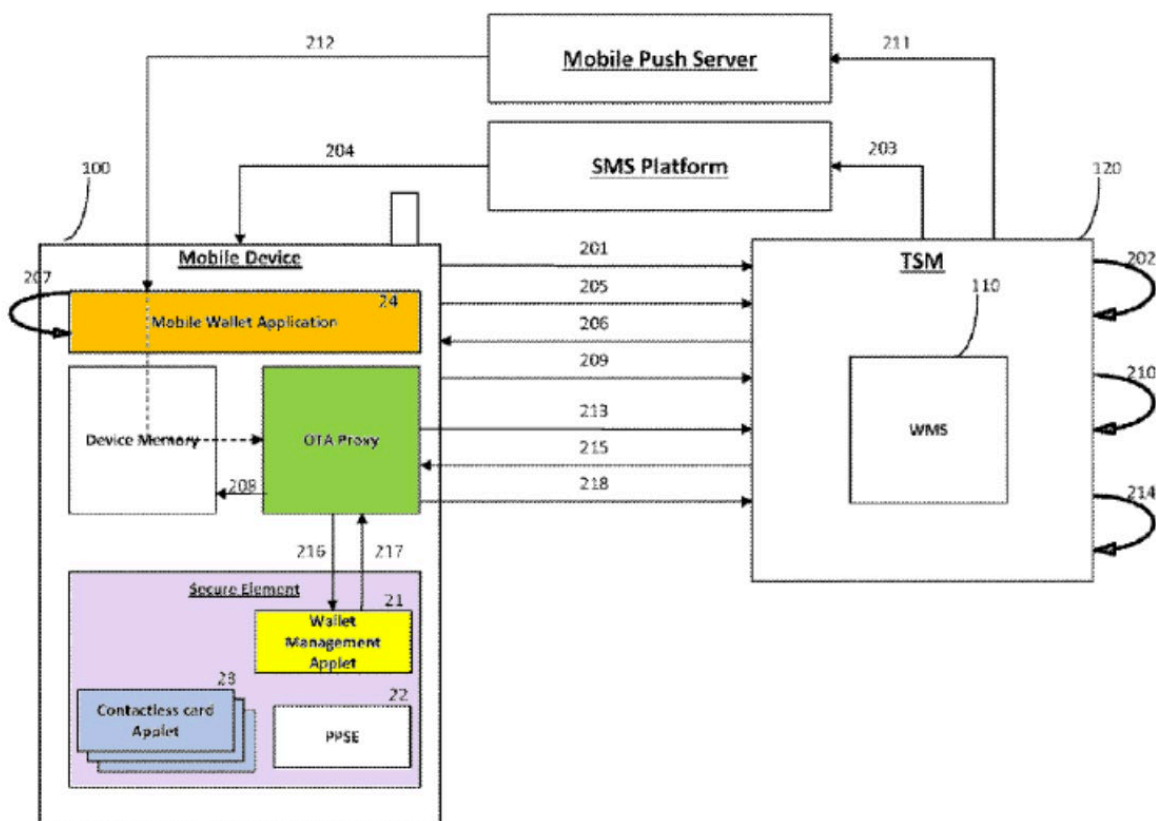 212
Mobile Push Server
211
204
SMS Platform
203
100
120
Mobile Device
201
TSM
207
202
24
205
110
Mobile Wallet Application
206
209
210
213
Device Memory
OTA Proxy
WMS
215
208
218
214
216
217
Secure Element
21
Wallet
Management
Applet
23
22
Contactless card
Applet
PPSE